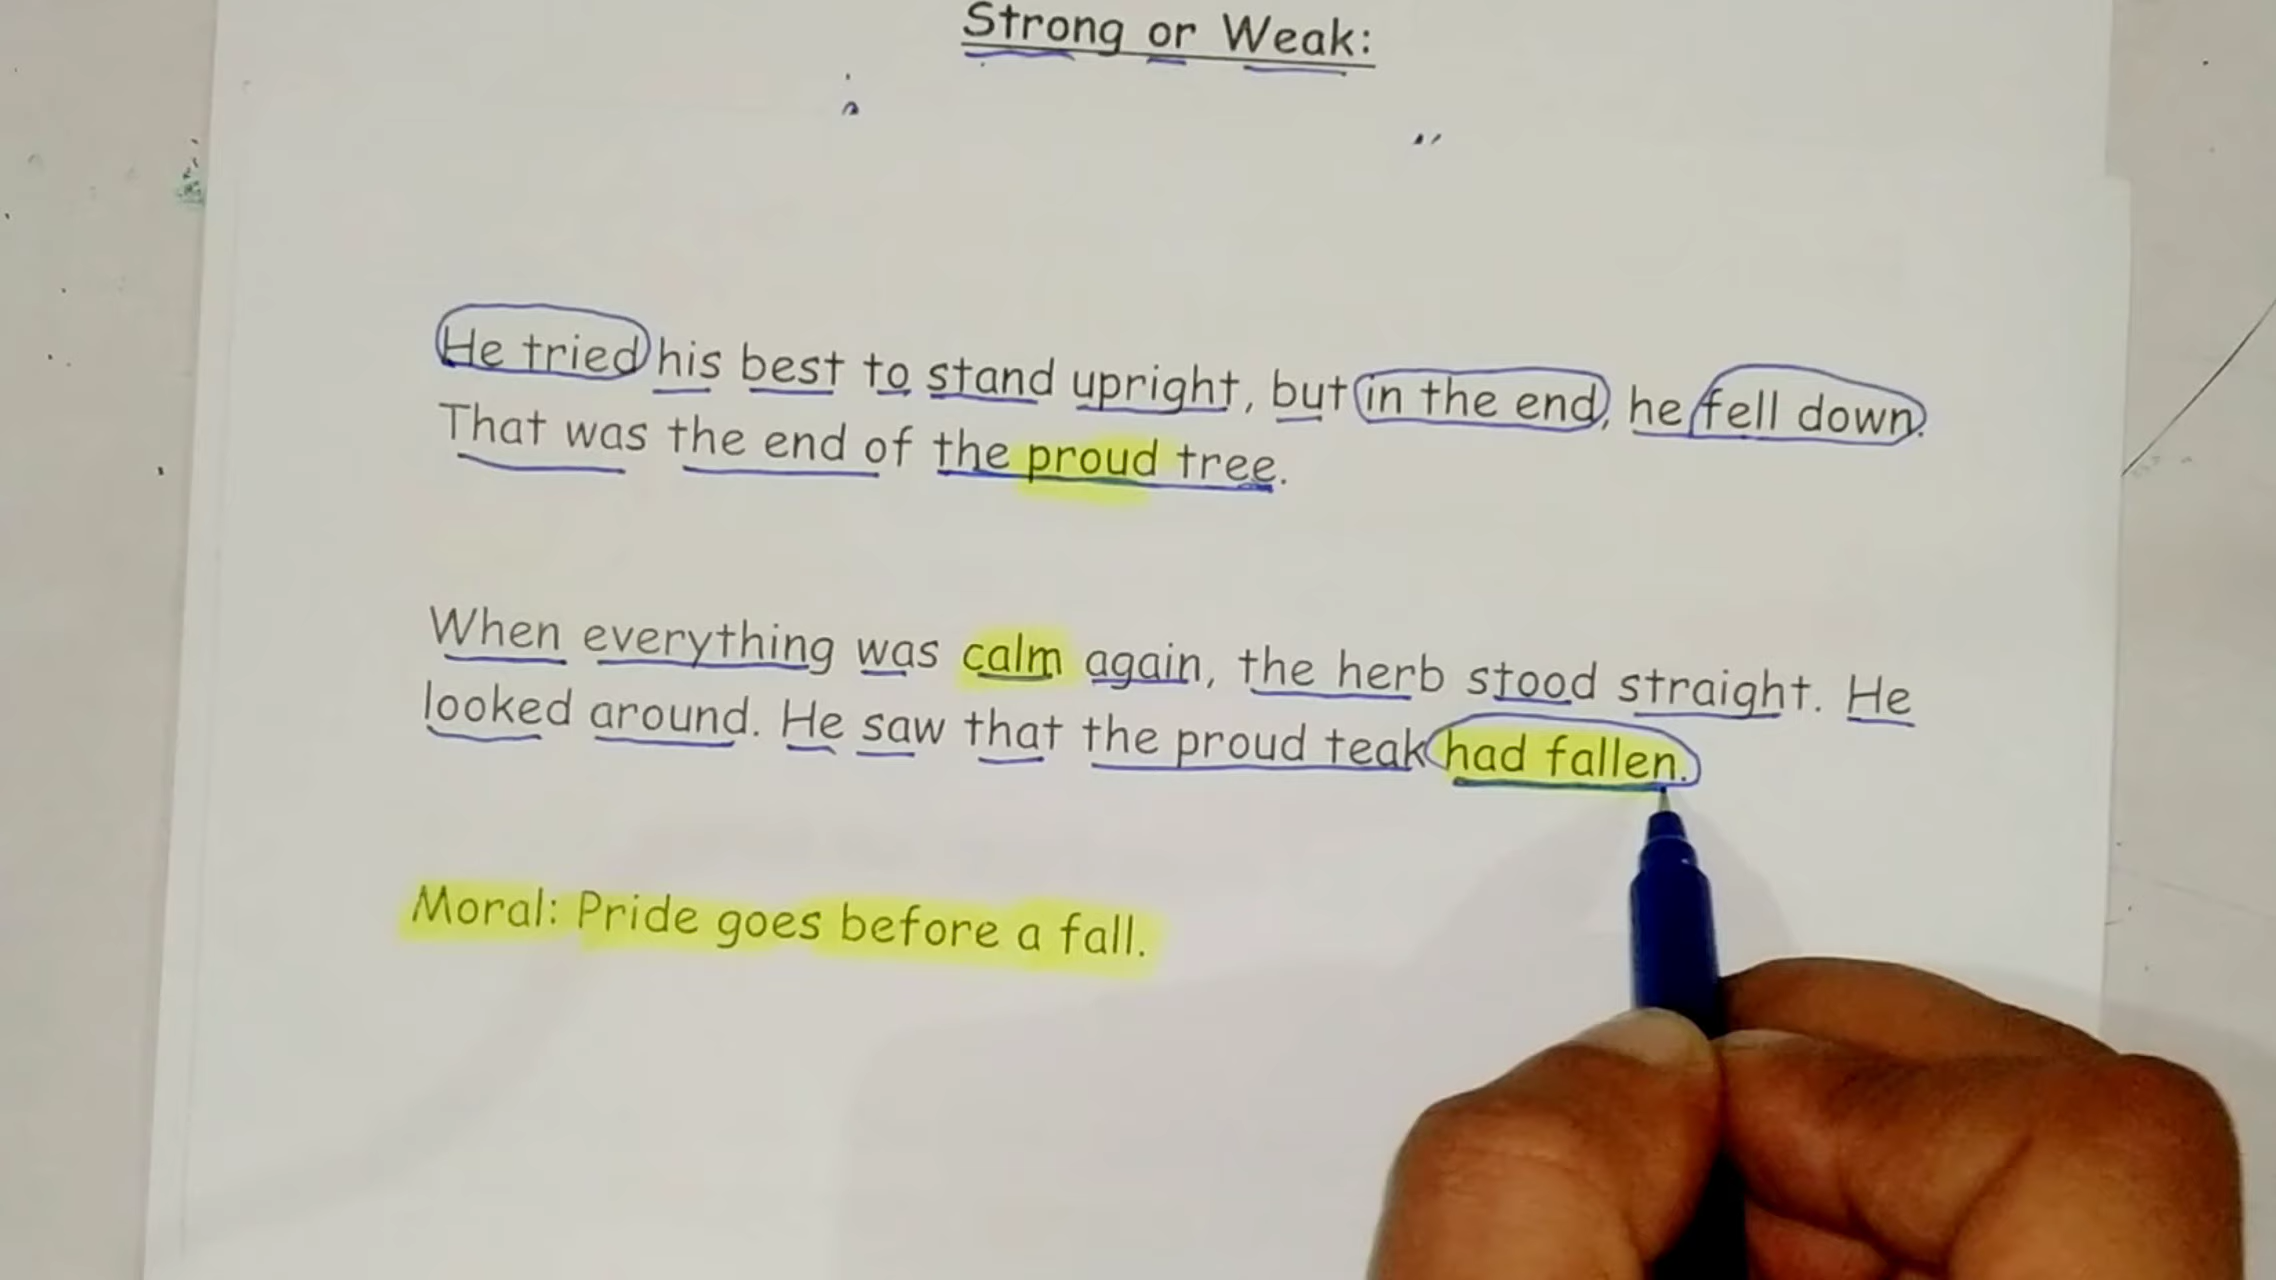 Strong or Weak:
He tried his best to stand upright, but in the end, he fell down.
That was the end of the proud tree.
When everything was calm again, the herb stood straight. He
looked around. He saw that the proud teak had fallen.
Moral: Pride goes before a fall.